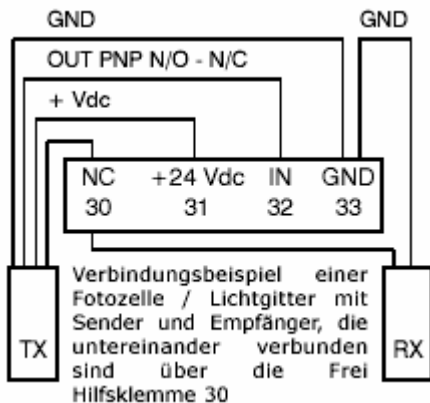 GND GND
OUT PNP N/O - N/C
+ Vdc
NC +24 Vdc IN GND
30 31 32 33
TX
Verbindungsbeispiel einer
Fotozelle / Lichtgitter mit
Sender und Empfänger, die
untereinander verbunden
sind über die Frei
Hilfsklemme 30
RX